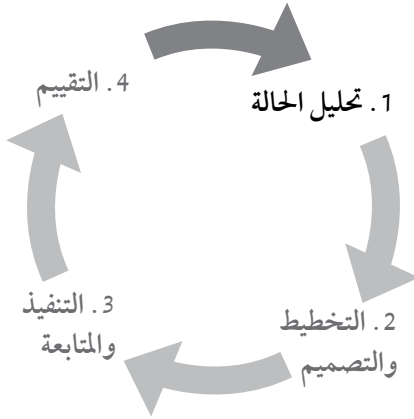 1. تحليل الحالة
2. التخطيط
والتصميم
3. التنفيذ
والمتابعة
4. التقييم